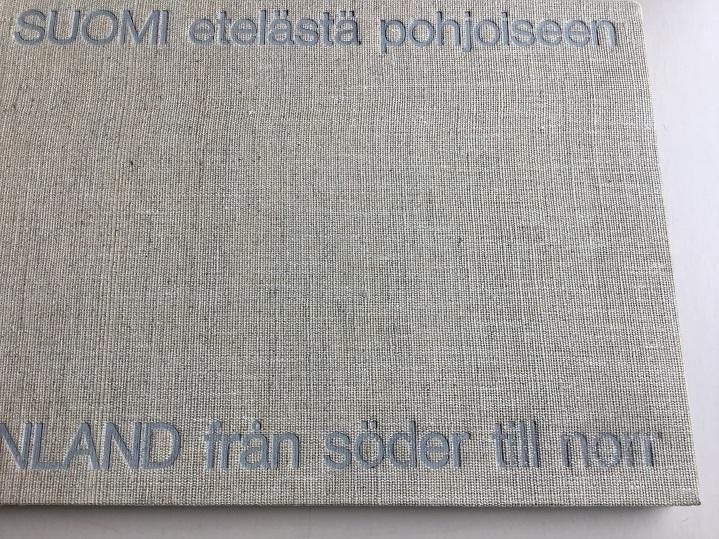 SUOMI etelästä pohjoiseen
NLAND från söder till norr